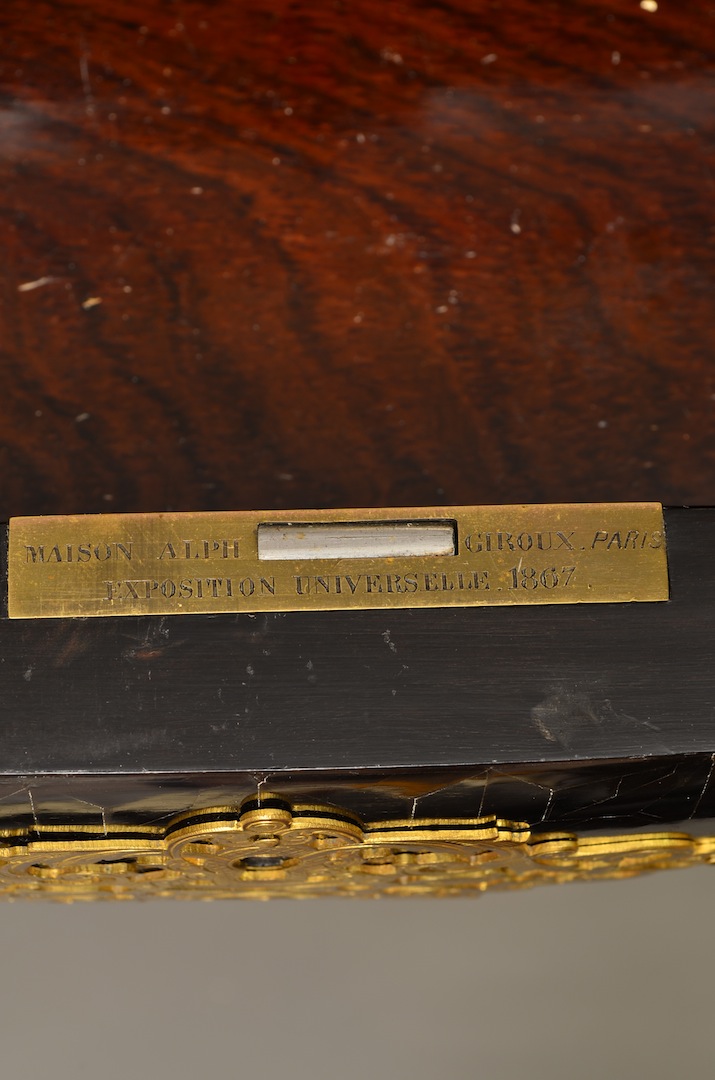 MAISON ALPH GIROUX. PARIS
EXPOSITION UNIVERSELLE. 1867.